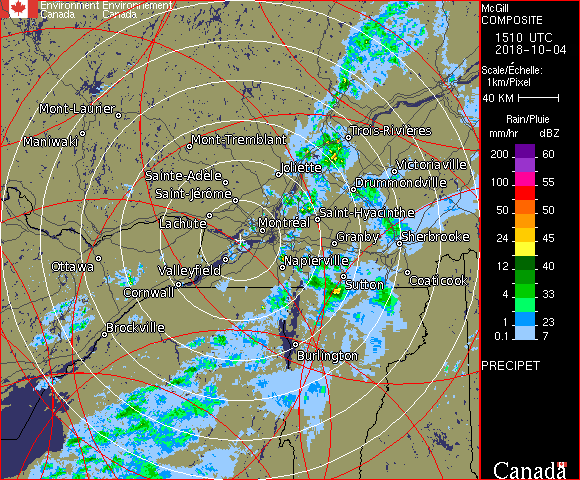 Environment Environnement
Canada Canada
McGill
COMPOSITE
1510 UTC
2018-10-04
Scale/Échelle:
1km/Pixel
40 KM
Rain/Pluie
mm/hr dBZ
200 60
100 55
50 50
24 45
12 40
4 33
1 23
0.1 7
PRECIPET
Canada
Mont-Laurier
Maniwaki
Mont-Tremblant
Trois-Rivières
Joliette
Victoriaville
Sainte-Adèle
Drummondville
Saint-Jérôme
Lachute
Saint-Hyacinthe
Montréal
Granby
Sherbrooke
Ottawa
Valleyfield
Napierville
Cornwall
Sutton
Coaticook
Brockville
Burlington